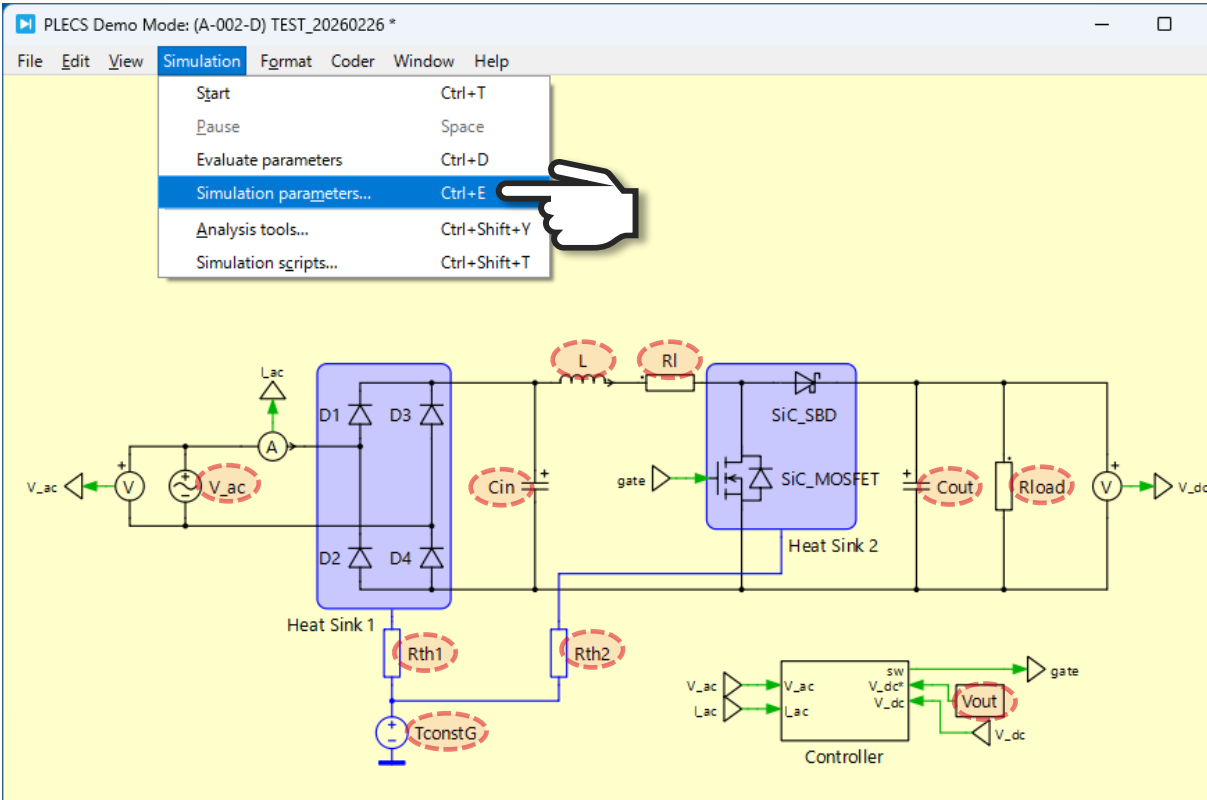 PLECS Demo Mode: (A-002-D) TEST_20260226 *
File Edit View Simulation Format Coder Window Help
Start Ctrl+T
Pause Space
Evaluate parameters Ctrl+D
Simulation parameters... Ctrl+E
Analysis tools... Ctrl+Shift+Y
Simulation scripts... Ctrl+Shift+T
L
Rl
I_ac
D1
D3
SiC_SBD
A
V_ac
V
V_ac
Cin
gate
SiC_MOSFET
Cout
Rload
V
V_dc
D2
D4
Heat Sink 2
Heat Sink 1
Rth1
Rth2
sw
gate
V_ac
V_ac
V_dc*
Vout
I_ac
I_ac
V_dc
V_dc
TconstG
Controller